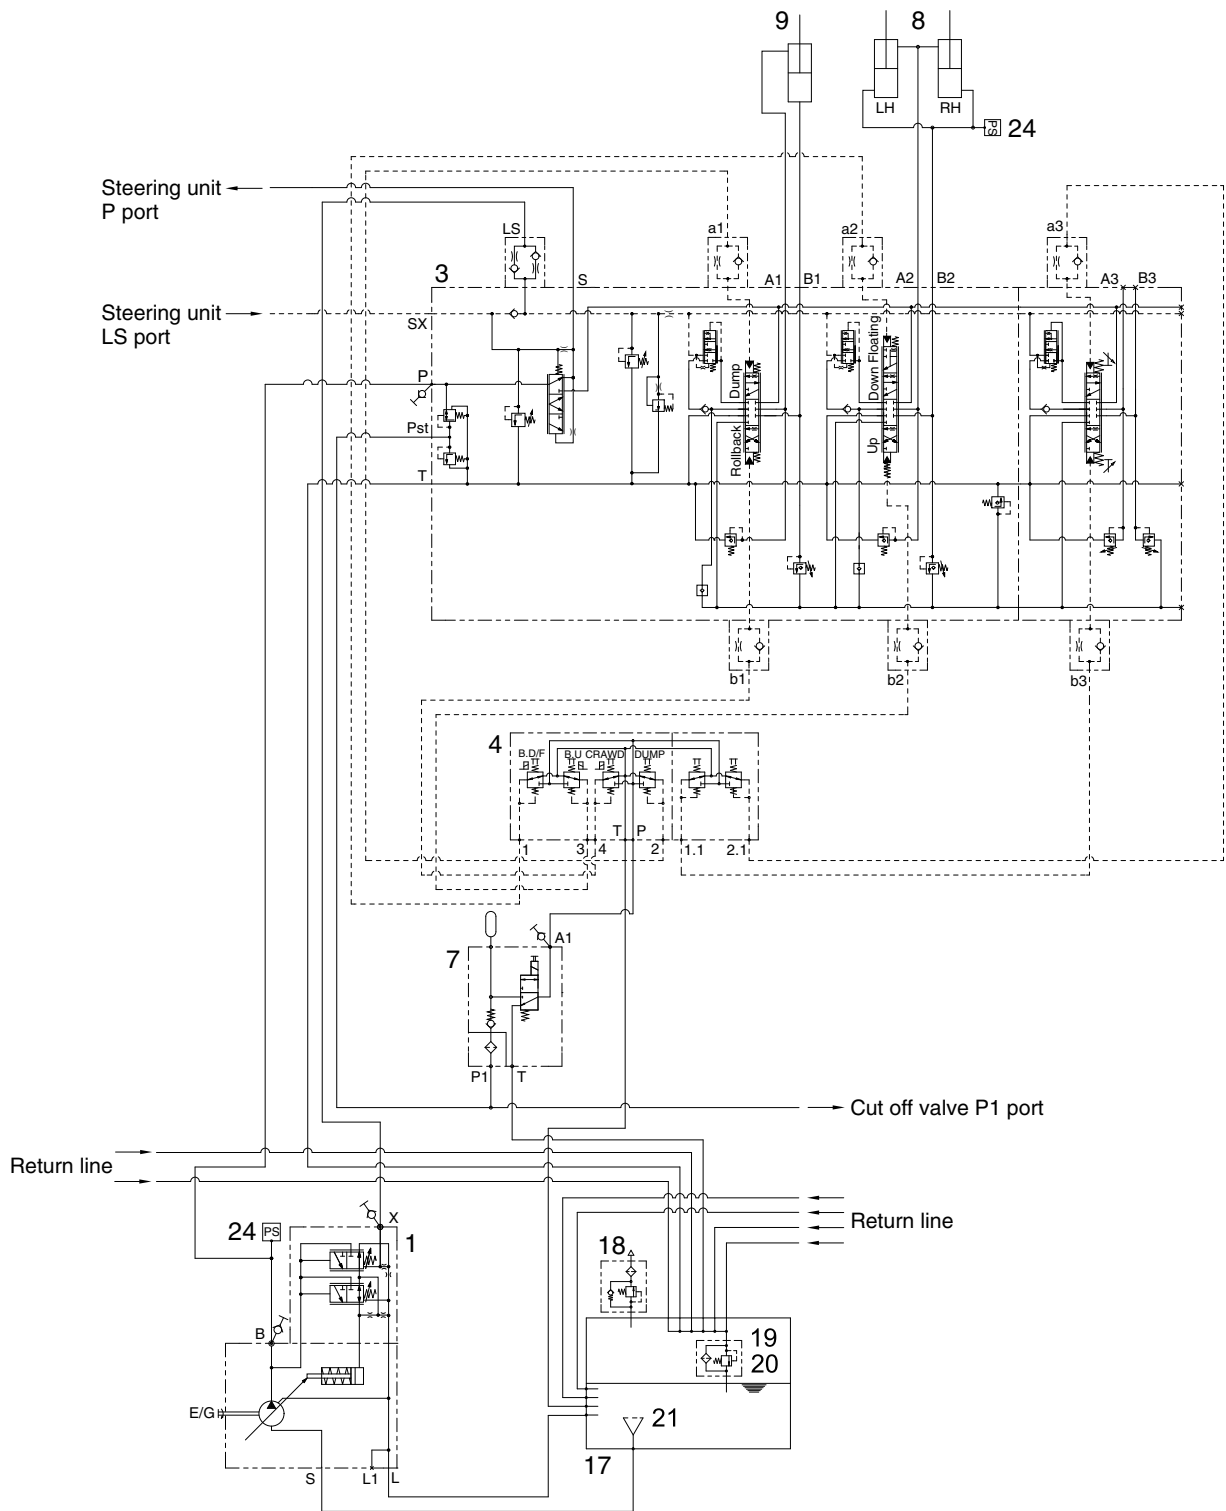 9
8
LH
RH
PS
24
Steering unit
P port
LS
a1
a2
a3
3
S
A1
B1
A2
B2
A3
B3
Steering unit
LS port
SX
P
Dump
Down Floating
Pst
Rollback
Up
T
b1
b2
b3
4
B.D/F
B.U
CRAWD
DUMP
T
P
1
3
4
2
1.1
2.1
7
A1
P1
T
Cut off valve P1 port
Return line
24
PS
X
1
Return line
18
B
19
20
E/G
21
S
L1
L
17